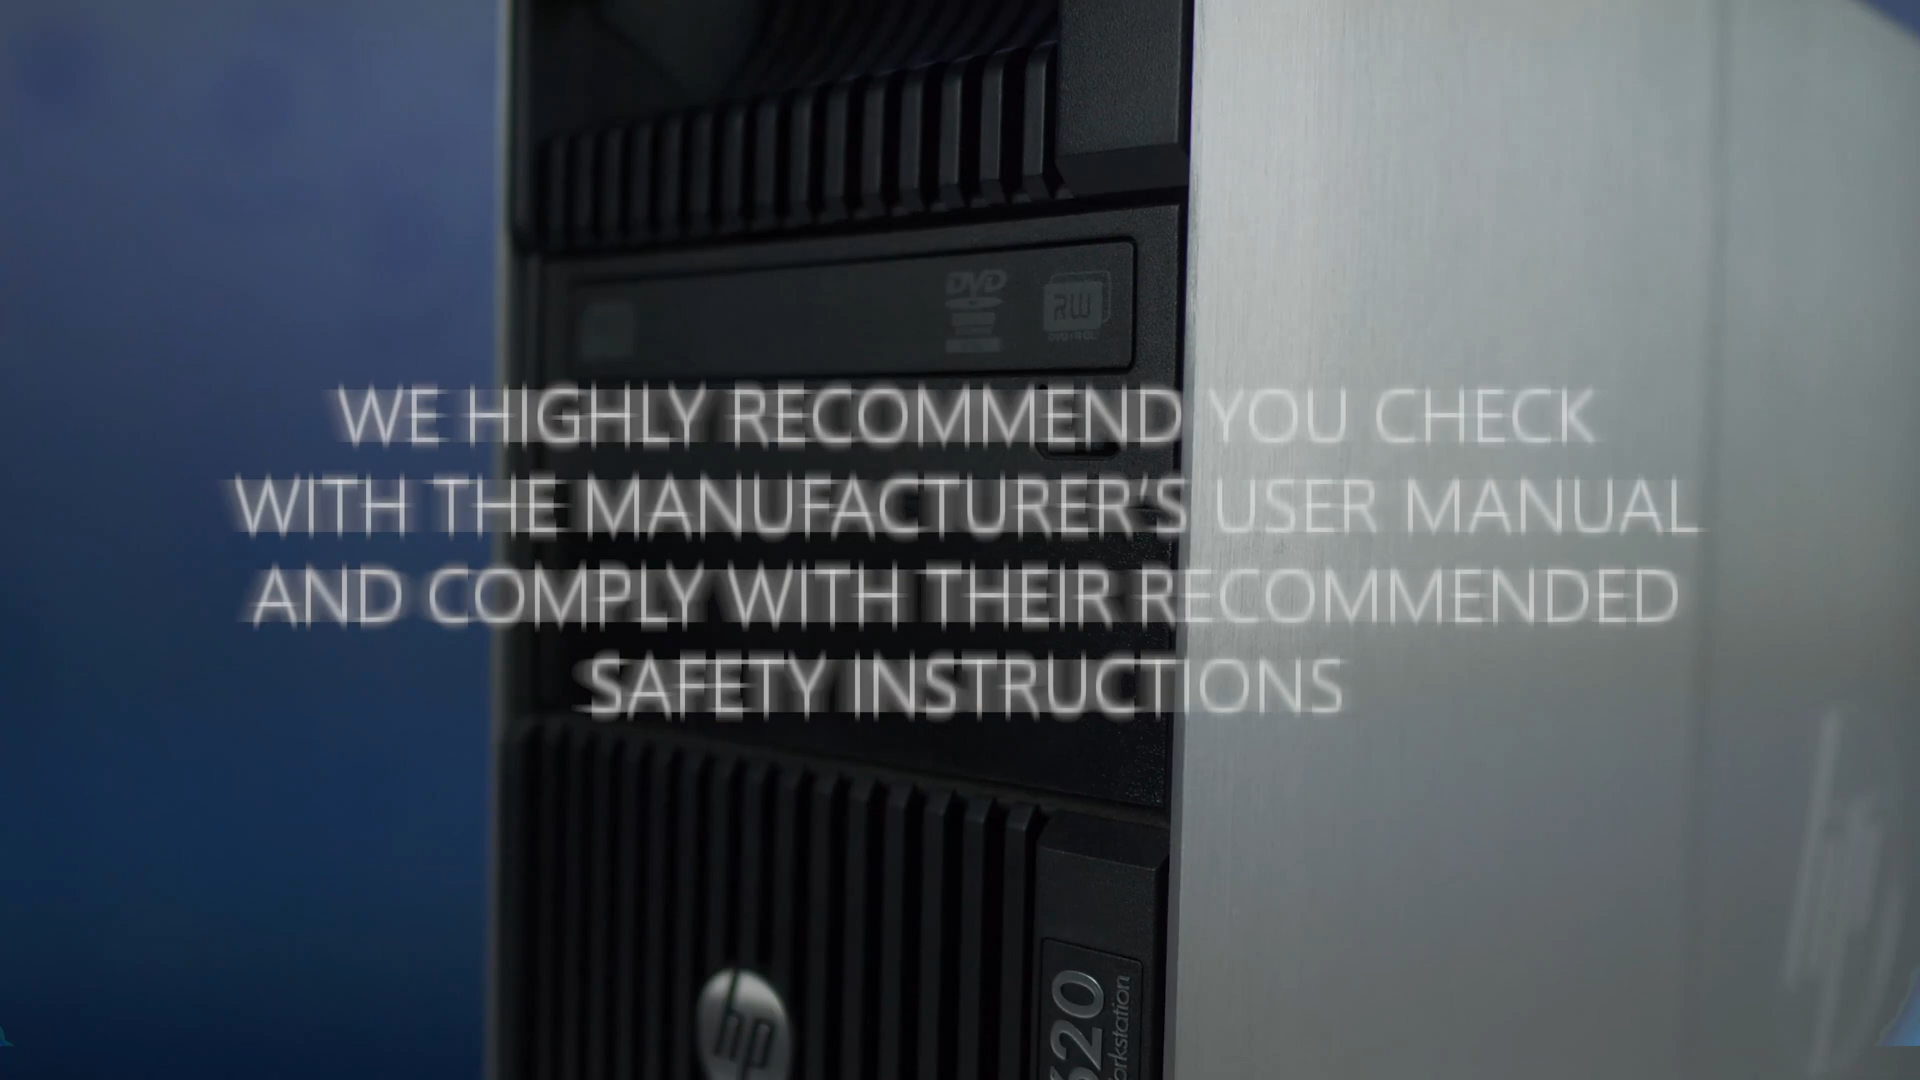 DVD
RW
WE HIGHLY RECOMMEND YOU CHECK
WITH THE MANUFACTURER'S USER MANUAL
AND COMPLY WITH THEIR RECOMMENDED
SAFETY INSTRUCTIONS
hp
620